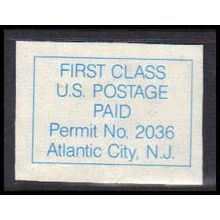 FIRST CLASS
U.S. POSTAGE
PAID
Permit No. 2036
Atlantic City, N.J.